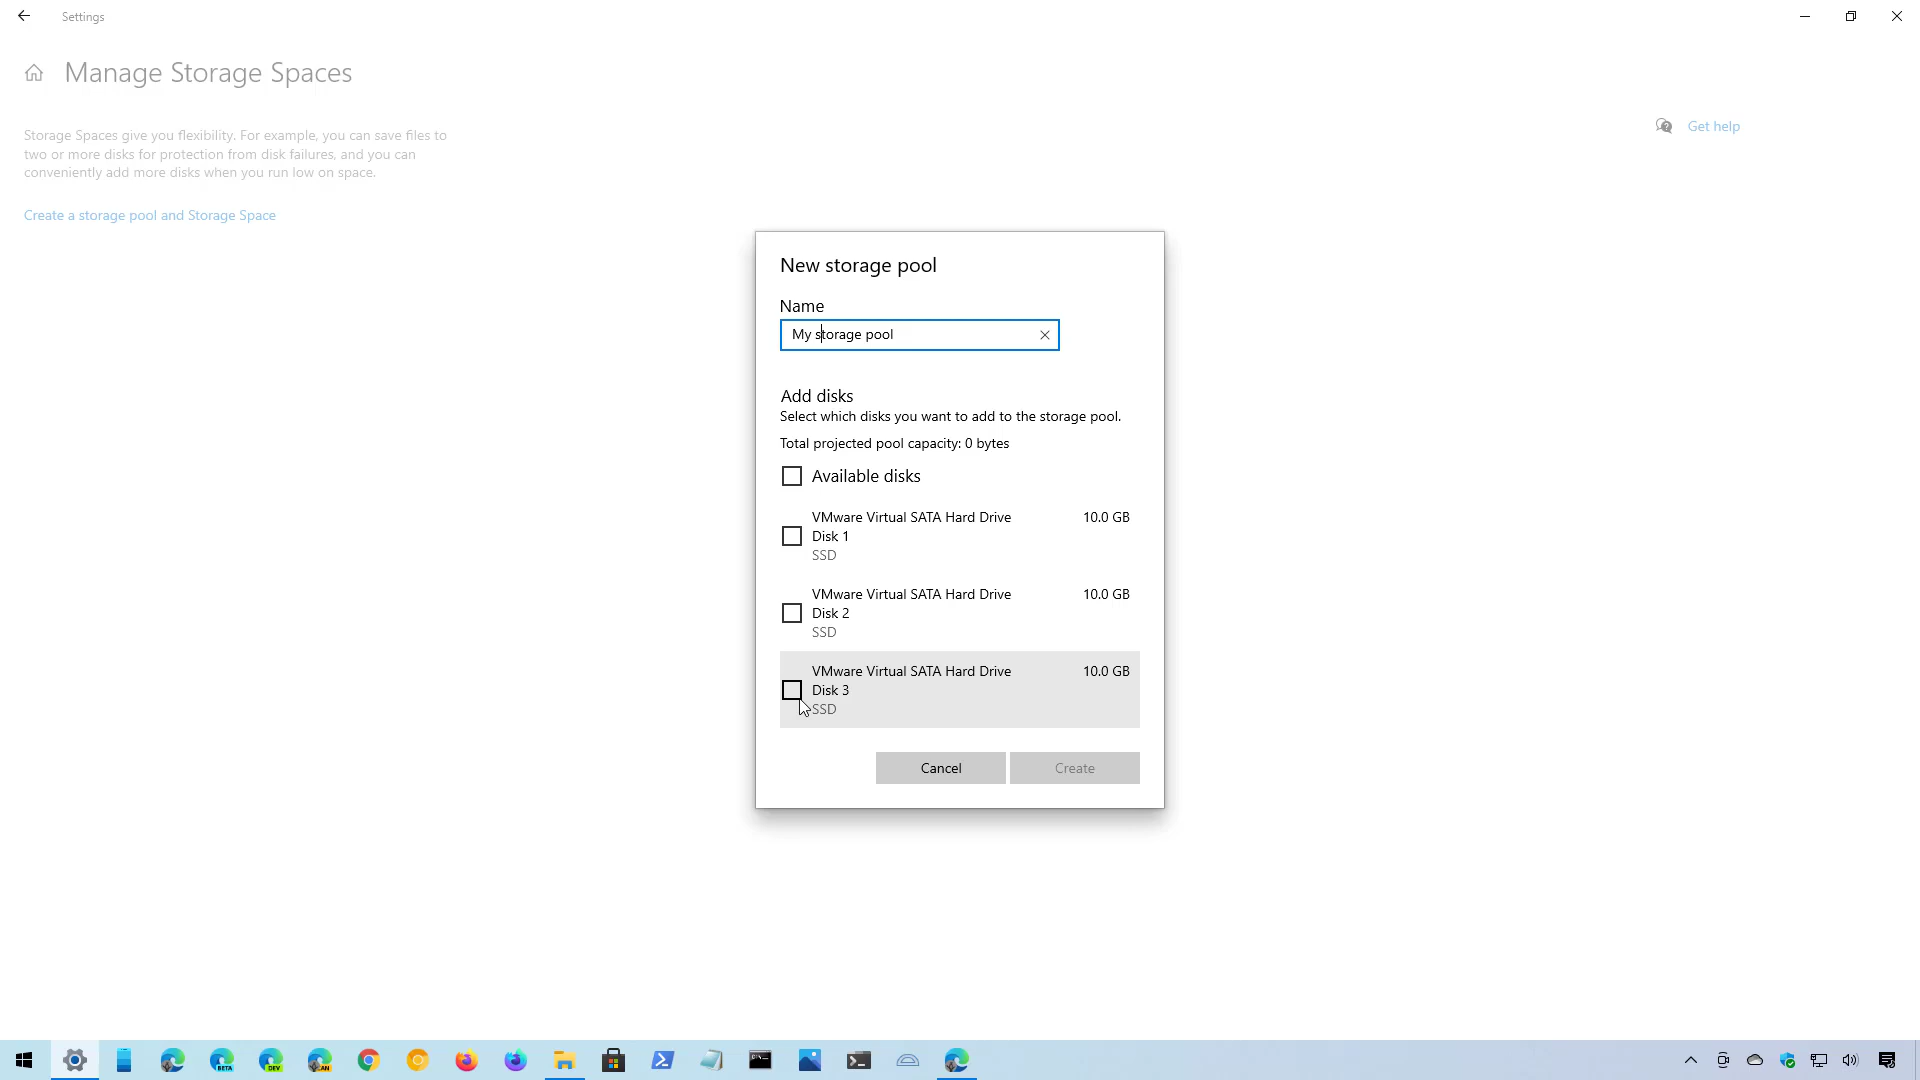 Settings
Manage Storage Spaces
Storage Spaces give you flexibility. For example, you can save files to
two or more disks for protection from disk failures, and you can
conveniently add more disks when you run low on space.
Create a storage pool and Storage Space
Get help
New storage pool
Name
My storage pool
Add disks
Select which disks you want to add to the storage pool.
Total projected pool capacity: 0 bytes
Available disks
VMware Virtual SATA Hard Drive 10.0 GB
Disk 1
SSD
VMware Virtual SATA Hard Drive 10.0 GB
Disk 2
SSD
VMware Virtual SATA Hard Drive 10.0 GB
Disk 3
SSD
Cancel Create
BETA DEV